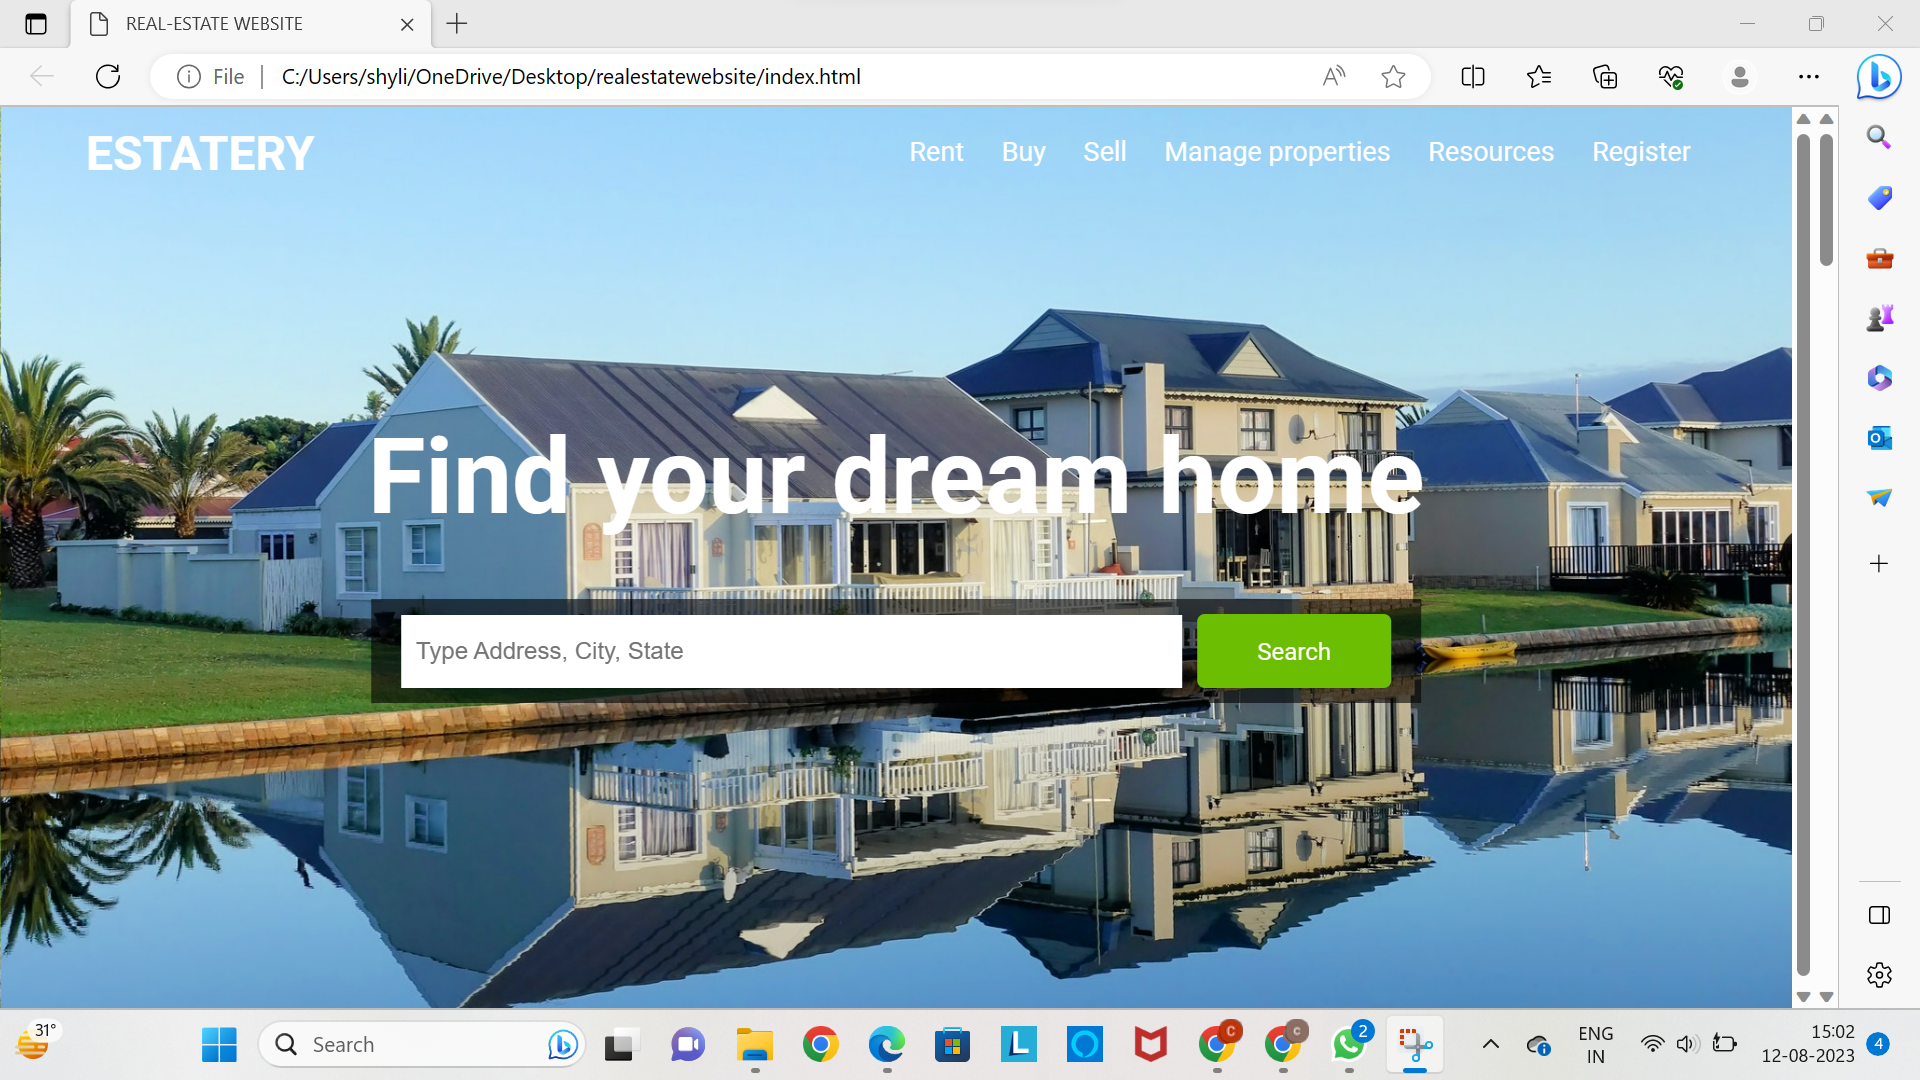 REAL-ESTATE WEBSITE
File
C:/Users/shyli/OneDrive/Desktop/realestatewebsite/index.html
ESTATERY
Rent Buy Sell Manage properties Resources Register
Find your dream home
Type Address, City, State
Search
31°
Search
L
C
C
2
ENG
IN
15:02
12-08-2023
4